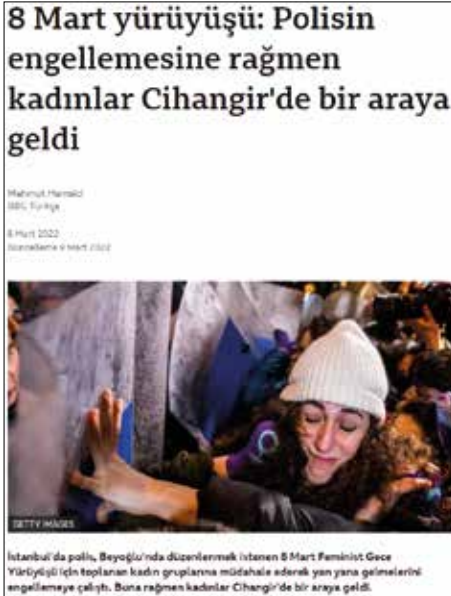 8 Mart yürüyüşü: Polisin
engellemesine rağmen
kadınlar Cihangir'de bir araya
geldi
Mahmut Hamsici
BBC Türkçe
8 Mart 2022
Güncelleme 9 Mart 2022
GETTY IMAGES
İstanbul'da polis, Beyoğlu'nda düzenlenmek istenen 8 Mart Feminist Gece
Yürüyüşü için toplanan kadın gruplarına müdahale ederek yan yana gelmelerini
engellemeye çalıştı. Buna rağmen kadınlar Cihangir'de bir araya geldi.